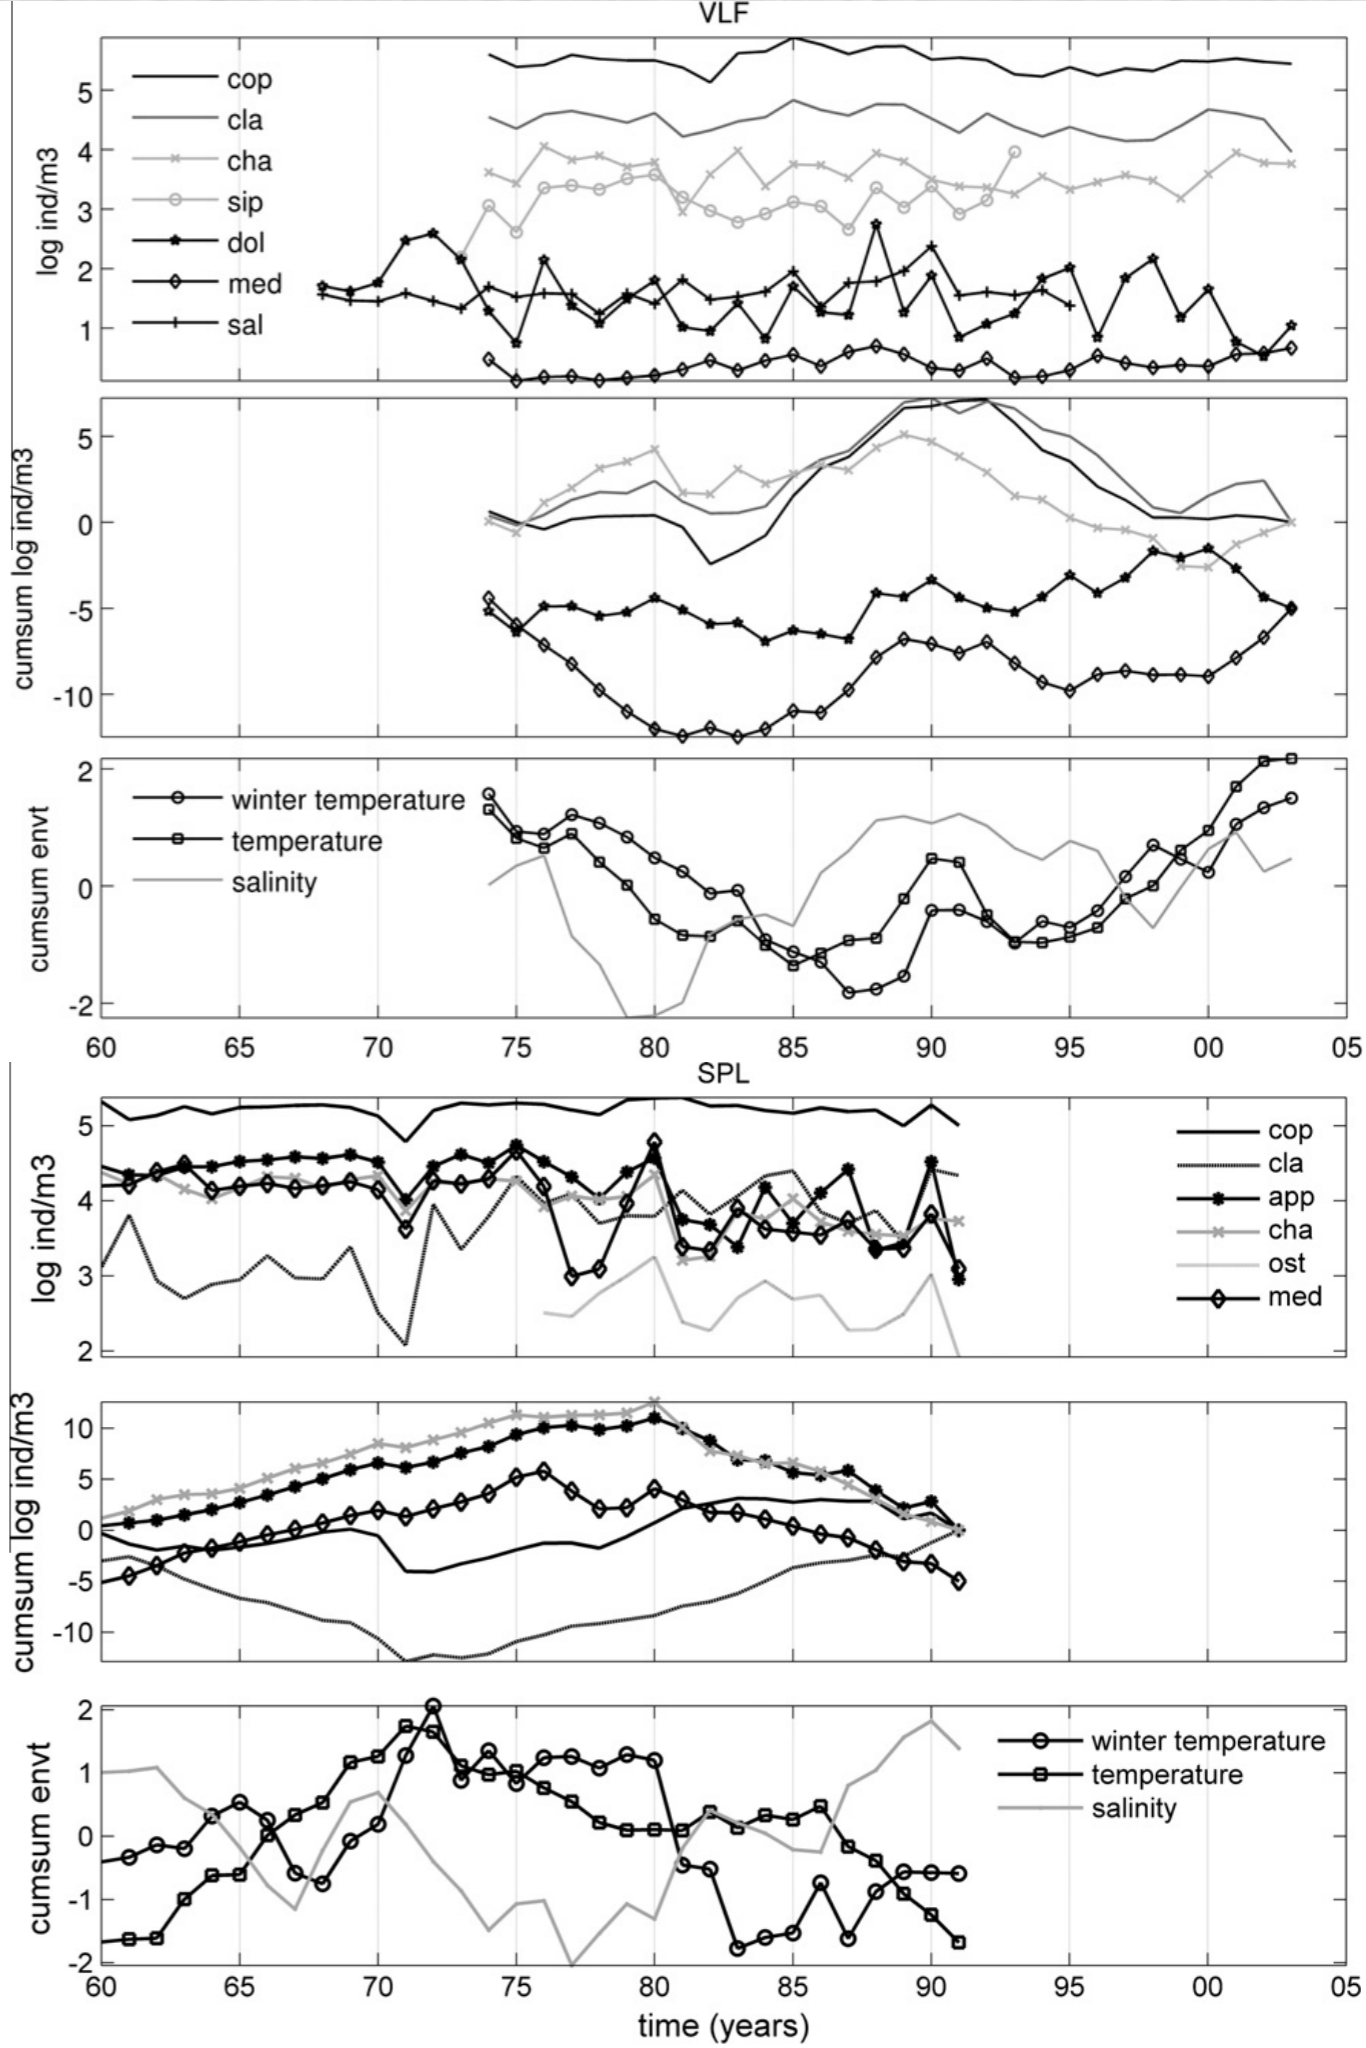 VLF
log ind/m3
5
4
3
2
1
cop
cla
cha
sip
dol
med
sal
cumsum log ind/m3
5
0
-5
-10
cumsum envt
2
0
-2
winter temperature
temperature
salinity
60 65 70 75 80 85 90 95 00 05
SPL
log ind/m3
5
4
3
2
cop
cla
app
cha
ost
med
cumsum log ind/m3
10
5
0
-5
-10
cumsum envt
2
1
0
-1
-2
winter temperature
temperature
salinity
60 65 70 75 80 85 90 95 00 05
time (years)